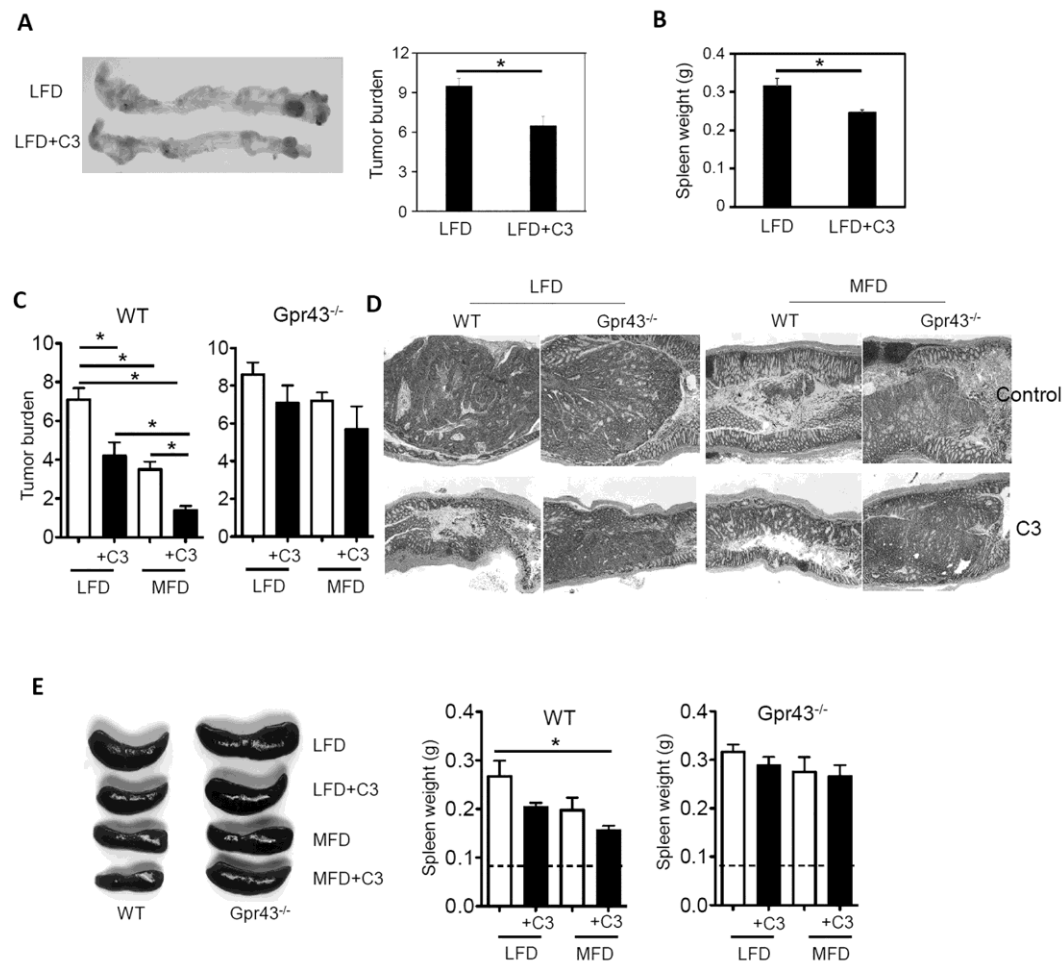 A
LFD
LFD+C3
Tumor burden
12
9
6
3
0
*
LFD
LFD+C3
B
Spleen weight (g)
0.4
0.3
0.2
0.1
0
*
LFD
LFD+C3
C
WT
Tumor burden
10
8
6
4
2
0
*
*
*
*
*
+C3
+C3
LFD
MFD
Gpr43-/-
10
8
6
4
2
0
+C3
+C3
LFD
MFD
D
LFD
MFD
WT
Gpr43-/-
WT
Gpr43-/-
Control
C3
E
LFD
LFD+C3
MFD
MFD+C3
WT
Gpr43-/-
WT
Spleen weight (g)
0.4
0.3
0.2
0.1
0.0
*
+C3
+C3
LFD
MFD
Gpr43-/-
Spleen weight (g)
0.4
0.3
0.2
0.1
0.0
+C3
+C3
LFD
MFD